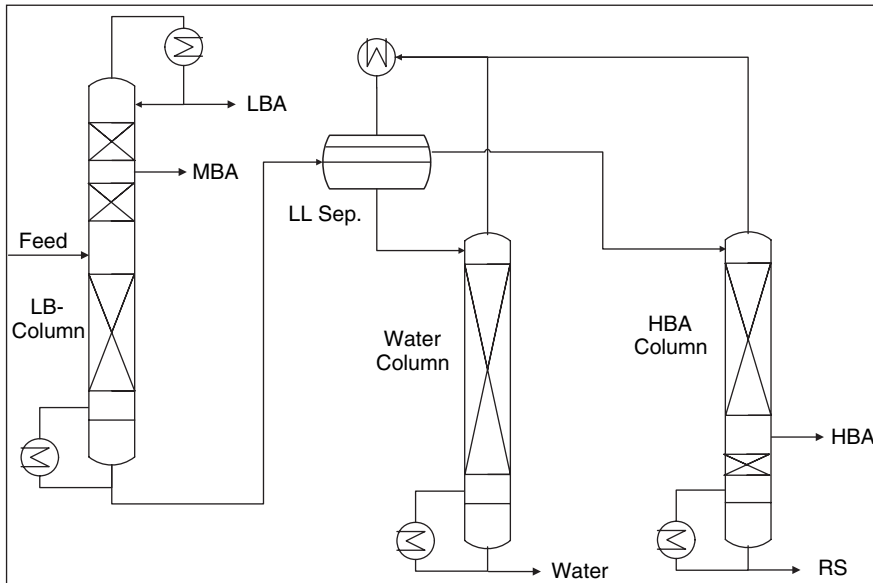 LBA
MBA
LL Sep.
Feed
LB-
Column
Water
Column
HBA
Column
HBA
Water
RS